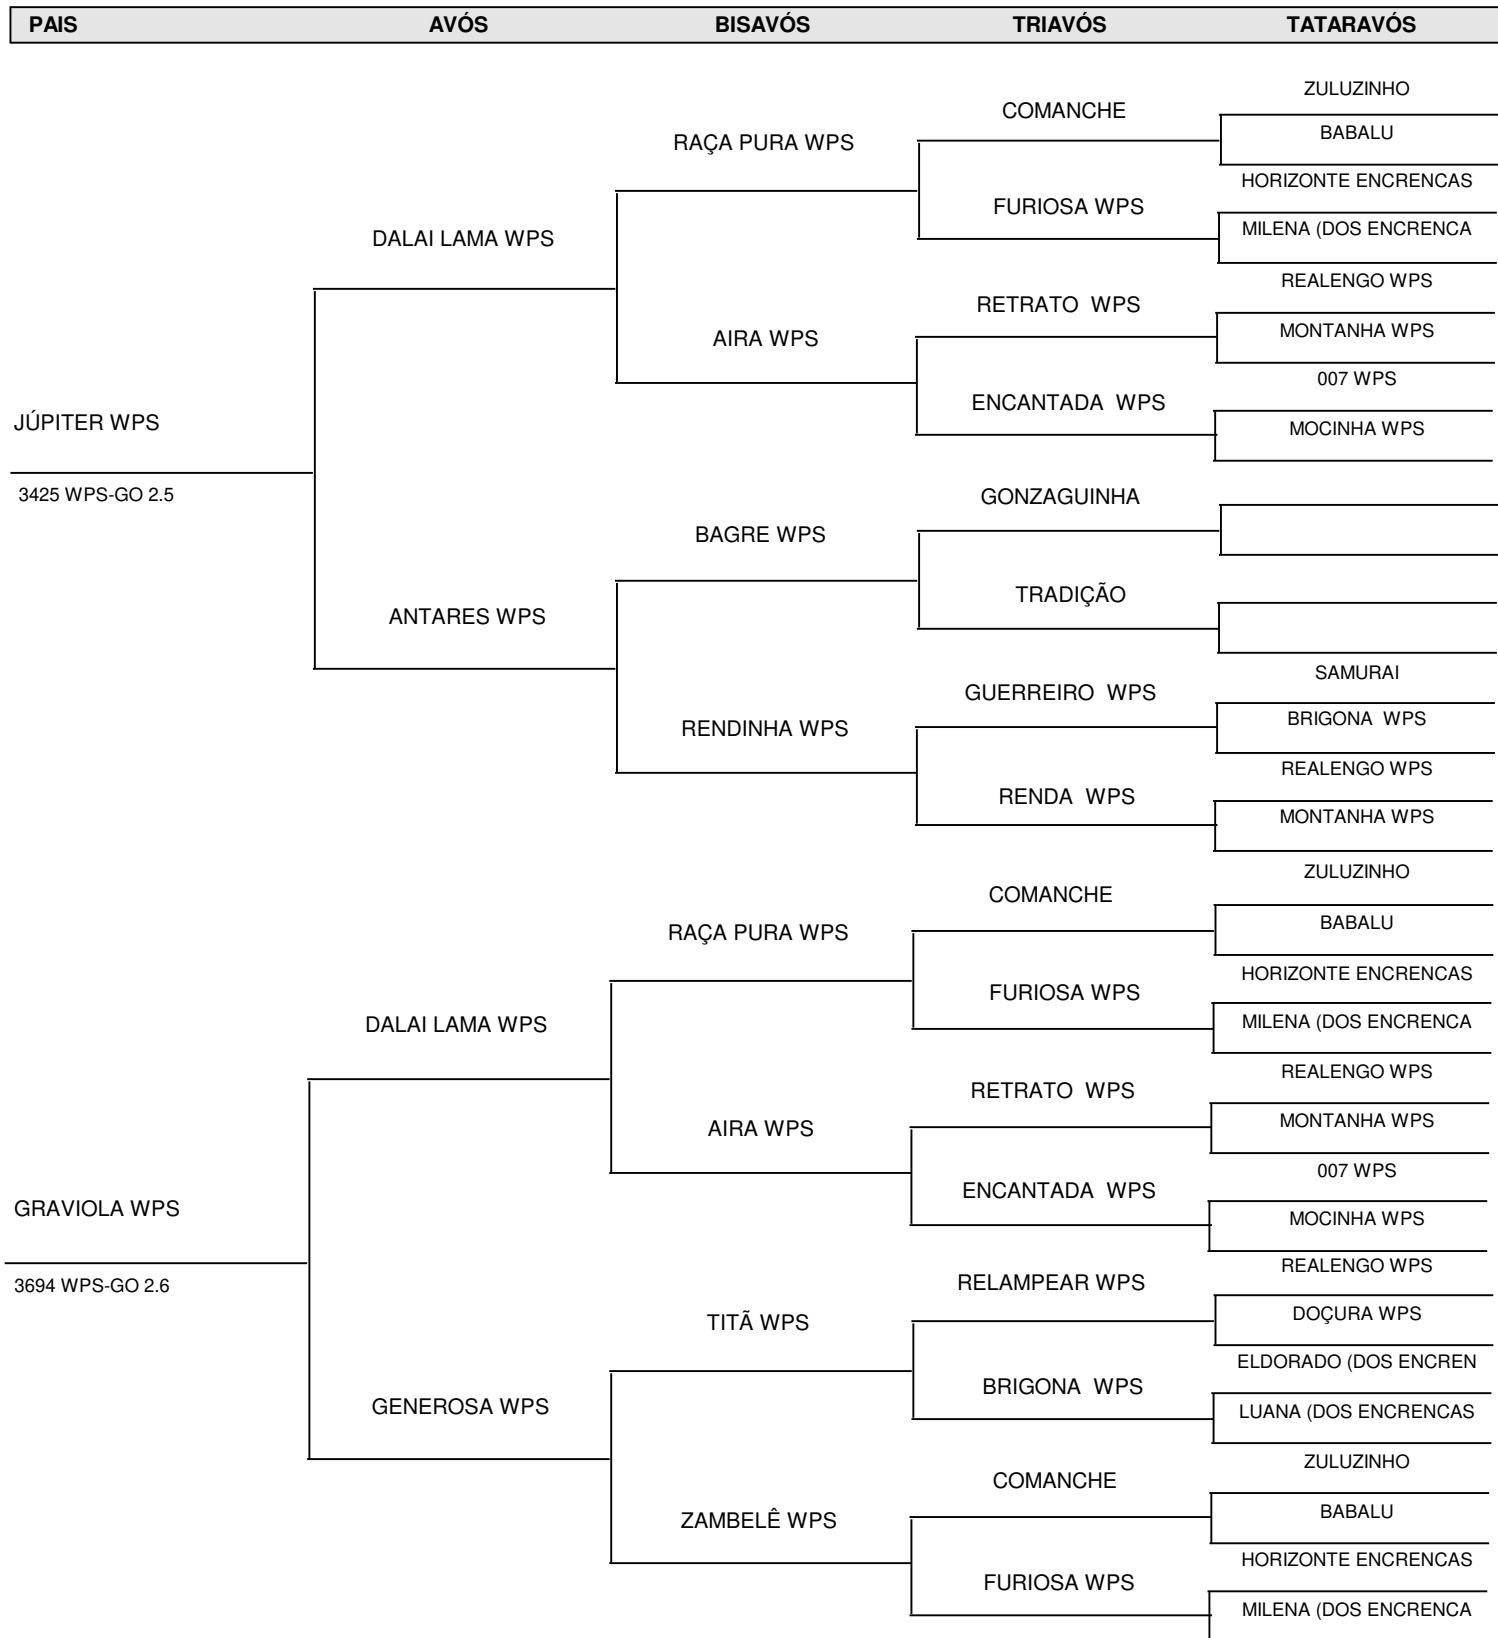 PAIS AVÓS BISAVÓS TRIAVÓS TATARAVÓS
ZULUZINHO
COMANCHE
BABALU
RAÇA PURA WPS
HORIZONTE ENCRENCAS
FURIOSA WPS
MILENA (DOS ENCRENCA
DALAI LAMA WPS
REALENGO WPS
RETRATO WPS
MONTANHA WPS
AIRA WPS
007 WPS
ENCANTADA WPS
MOCINHA WPS
JÚPITER WPS
3425 WPS-GO 2.5
GONZAGUINHA
BAGRE WPS
TRADIÇÃO
ANTARES WPS
SAMURAI
GUERREIRO WPS
BRIGONA WPS
RENDINHA WPS
REALENGO WPS
RENDA WPS
MONTANHA WPS
ZULUZINHO
COMANCHE
BABALU
RAÇA PURA WPS
HORIZONTE ENCRENCAS
FURIOSA WPS
MILENA (DOS ENCRENCA
DALAI LAMA WPS
REALENGO WPS
RETRATO WPS
MONTANHA WPS
AIRA WPS
007 WPS
ENCANTADA WPS
MOCINHA WPS
GRAVIOLA WPS
3694 WPS-GO 2.6
REALENGO WPS
RELAMPEAR WPS
DOÇURA WPS
TITÃ WPS
ELDORADO (DOS ENCREN
BRIGONA WPS
LUANA (DOS ENCRENCAS
GENEROSA WPS
ZULUZINHO
COMANCHE
BABALU
ZAMBELÊ WPS
HORIZONTE ENCRENCAS
FURIOSA WPS
MILENA (DOS ENCRENCA